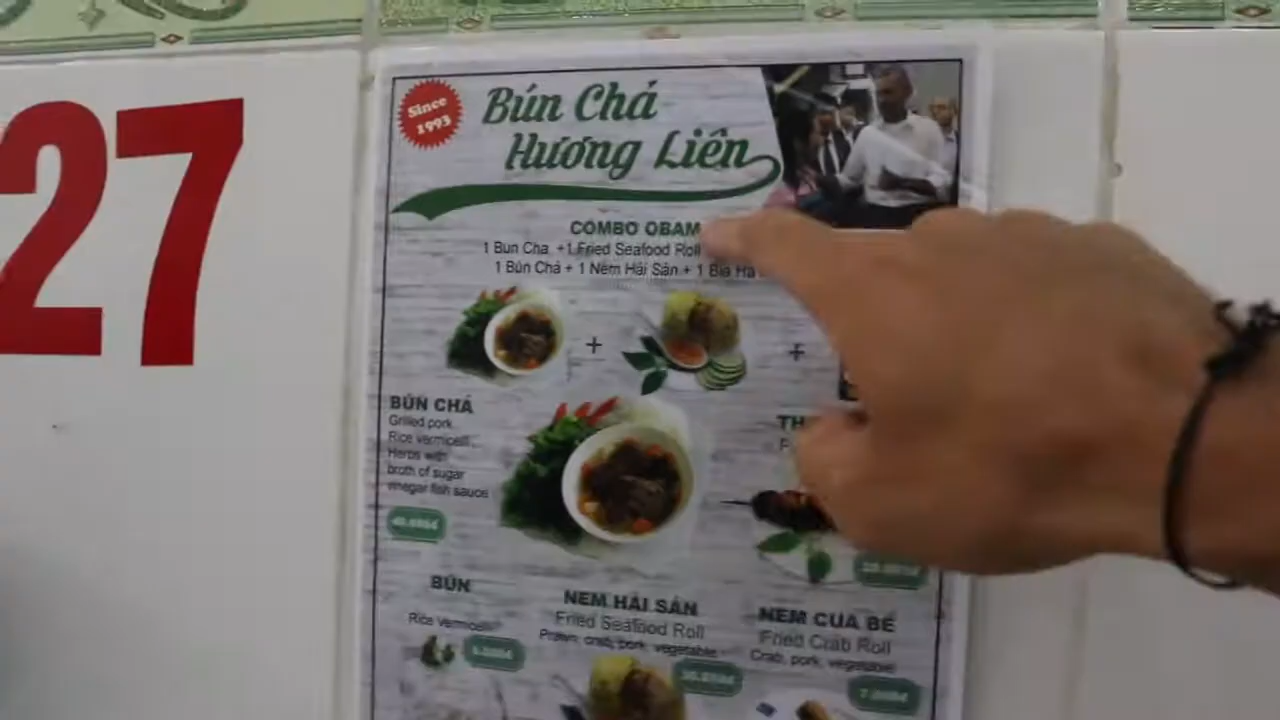 27
Since
1993
Bún Chả
Hương Liên
COMBO OBAM
1 Bun Cha +1 Fried Seafood Roll
1 Bún Chả + 1 Nem Hải Sản + 1 Bia Ha
BÚN CHẢ
Grilled pork
Rice vermicelli
Herbs with
broth of sugar
vinegar fish sauce
TH
BÚN
Rice vermicelli
NEM HẢI SẢN
Fried Seafood Roll
Prawn, crab, pork, vegetable
NEM CUA BỂ
Fried Crab Roll
Crab, pork, vegetable